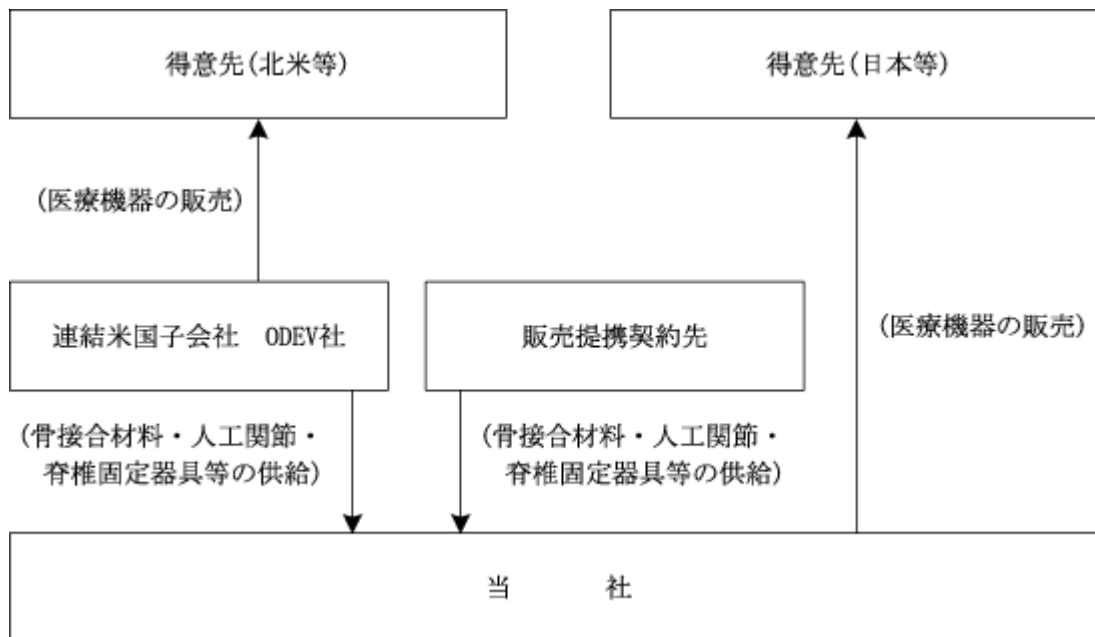 得意先(北米等)
得意先(日本等)
(医療機器の販売)
連結米国子会社　ODEV社
販売提携契約先
(医療機器の販売)
(骨接合材料・人工関節・
脊椎固定器具等の供給)
(骨接合材料・人工関節・
脊椎固定器具等の供給)
当　　　社